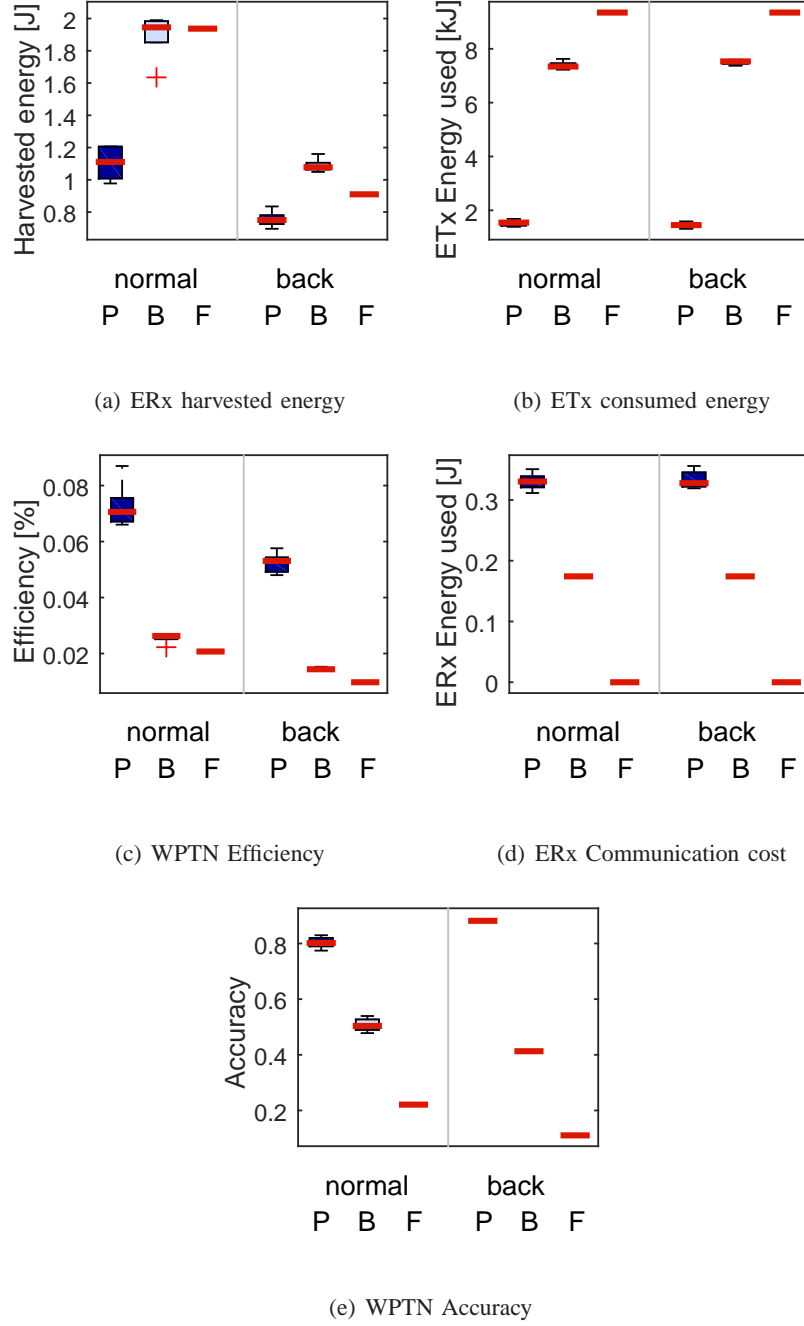 Harvested energy [J]
2
1.8
1.6
1.4
1.2
1
0.8
normal back
P B F P B F
(a) ERx harvested energy
ETx Energy used [kJ]
8
6
4
2
normal back
P B F P B F
(b) ETx consumed energy
Efficiency [%]
0.08
0.06
0.04
0.02
normal back
P B F P B F
(c) WPTN Efficiency
ERx Energy used [J]
0.3
0.2
0.1
0
normal back
P B F P B F
(d) ERx Communication cost
Accuracy
0.8
0.6
0.4
0.2
normal back
P B F P B F
(e) WPTN Accuracy